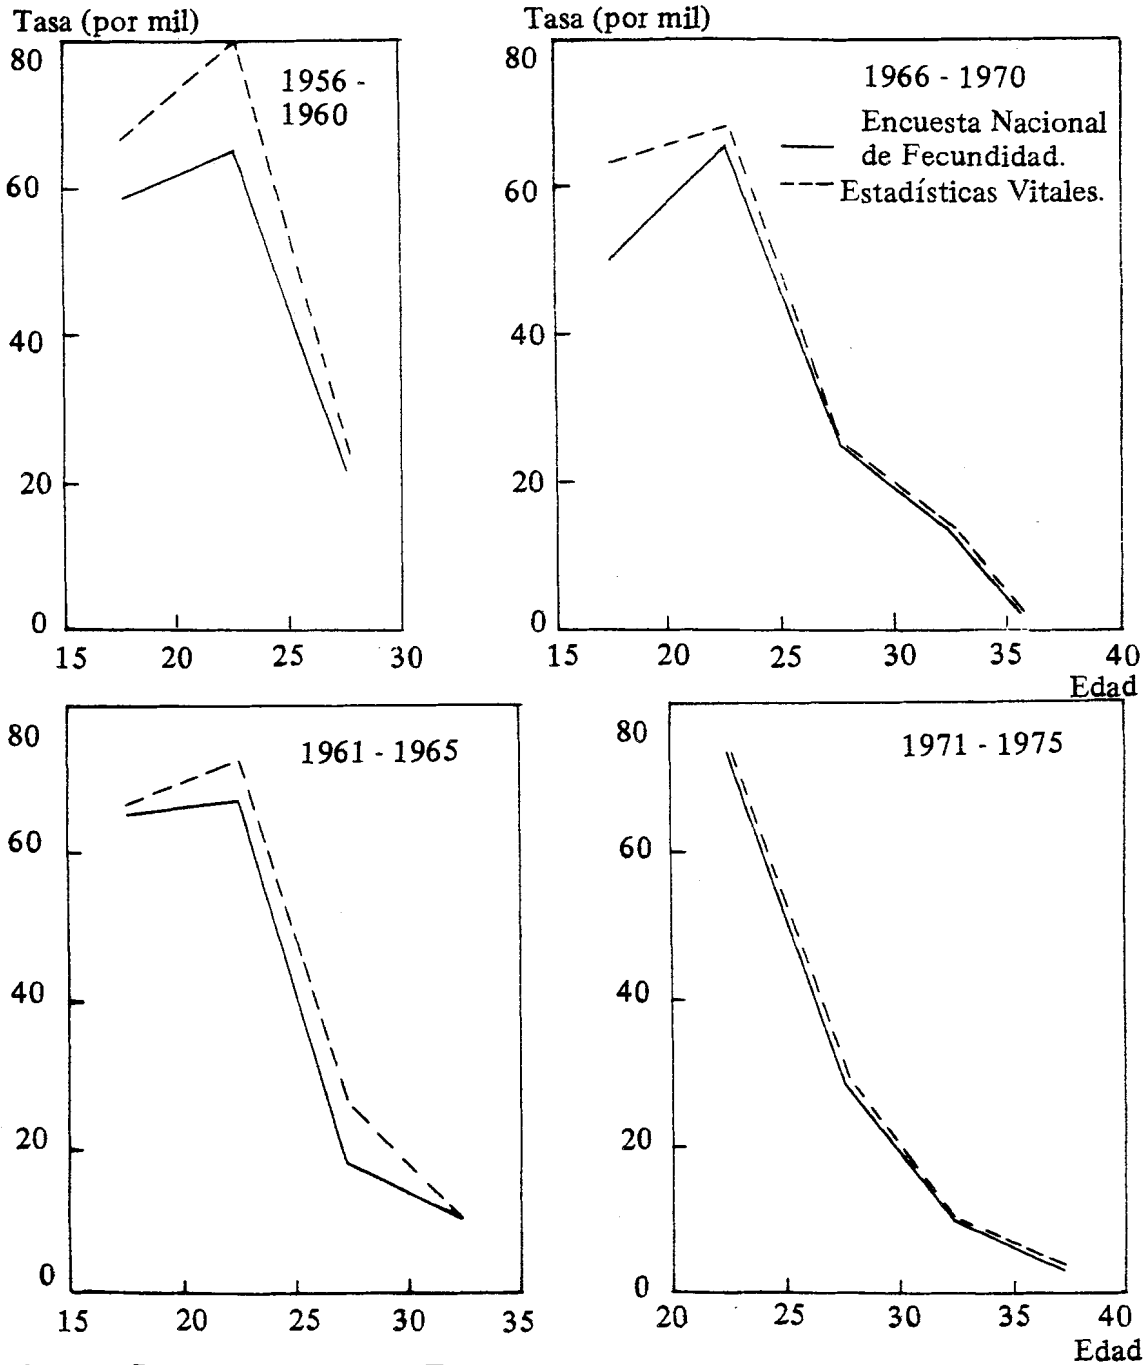 Tasa (por mil)
80
60
40
20
0
15 20 25 30
1956 -
1960
Tasa (por mil)
80
60
40
20
0
15 20 25 30 35 40
Edad
1966 - 1970
Encuesta Nacional
de Fecundidad.
Estadísticas Vitales.
80
60
40
20
0
15 20 25 30 35
1961 - 1965
80
60
40
20
0
20 25 30 35 40
Edad
1971 - 1975